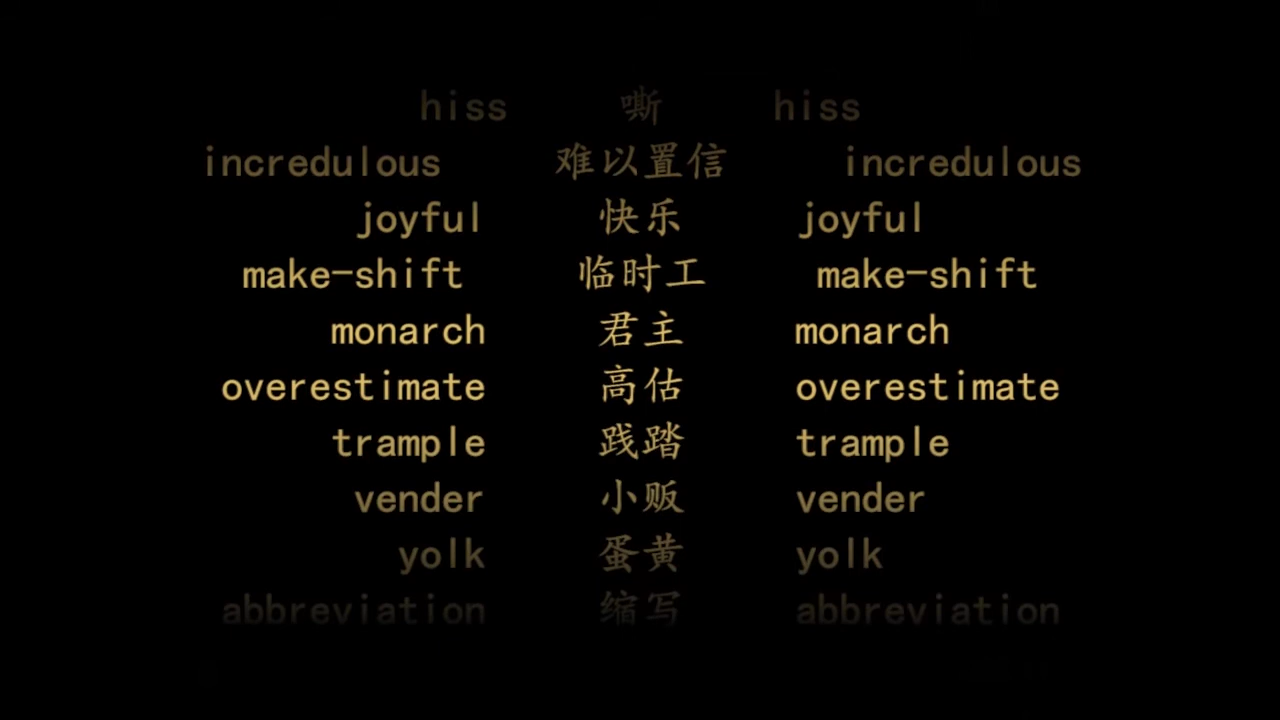 hiss 嘶 hiss
incredulous 难以置信 incredulous
joyful 快乐 joyful
make-shift 临时工 make-shift
monarch 君主 monarch
overestimate 高估 overestimate
trample 践踏 trample
vender 小贩 vender
yolk 蛋黄 yolk
abbreviation 缩写 abbreviation